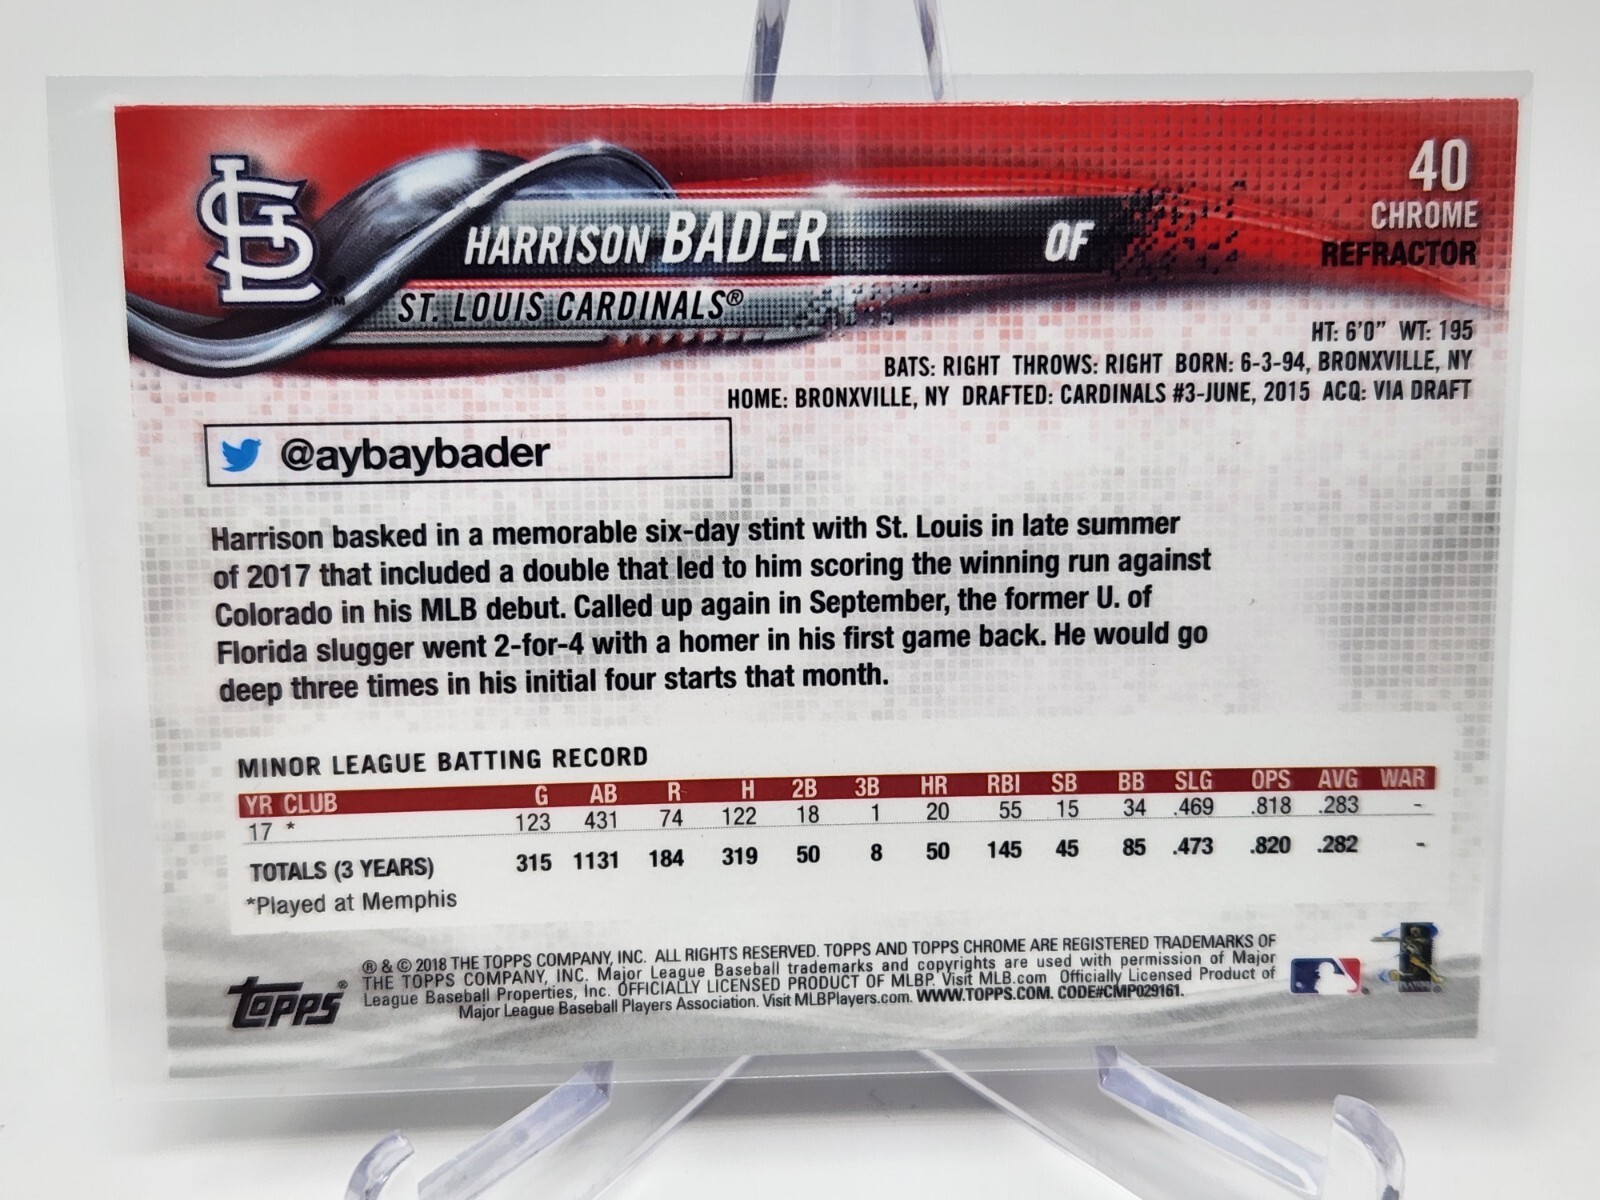 40
CHROME
REFRACTOR
HARRISON BADER OF
ST. LOUIS CARDINALS®
HT: 6'0" WT: 195
BATS: RIGHT THROWS: RIGHT BORN: 6-3-94, BRONXVILLE, NY
HOME: BRONXVILLE, NY DRAFTED: CARDINALS #3-JUNE, 2015 ACQ: VIA DRAFT
STL™
@aybaybader
Harrison basked in a memorable six-day stint with St. Louis in late summer
of 2017 that included a double that led to him scoring the winning run against
Colorado in his MLB debut. Called up again in September, the former U. of
Florida slugger went 2-for-4 with a homer in his first game back. He would go
deep three times in his initial four starts that month.
MINOR LEAGUE BATTING RECORD
YR CLUB G AB R H 2B 3B HR RBI SB BB SLG OPS AVG WAR
17 * 123 431 74 122 18 1 20 55 15 34 .469 .818 .283 -
TOTALS (3 YEARS) 315 1131 184 319 50 8 50 145 45 85 .473 .820 .282 -
*Played at Memphis
TOPPS®
® & © 2018 THE TOPPS COMPANY, INC. ALL RIGHTS RESERVED. TOPPS AND TOPPS CHROME ARE REGISTERED TRADEMARKS OF
THE TOPPS COMPANY, INC. Major League Baseball trademarks and copyrights are used with permission of Major
League Baseball Properties, Inc. OFFICIALLY LICENSED PRODUCT OF MLBP. Visit MLB.com Officially Licensed Product of
Major League Baseball Players Association. Visit MLBPlayers.com. WWW.TOPPS.COM. CODE#CMP029161.